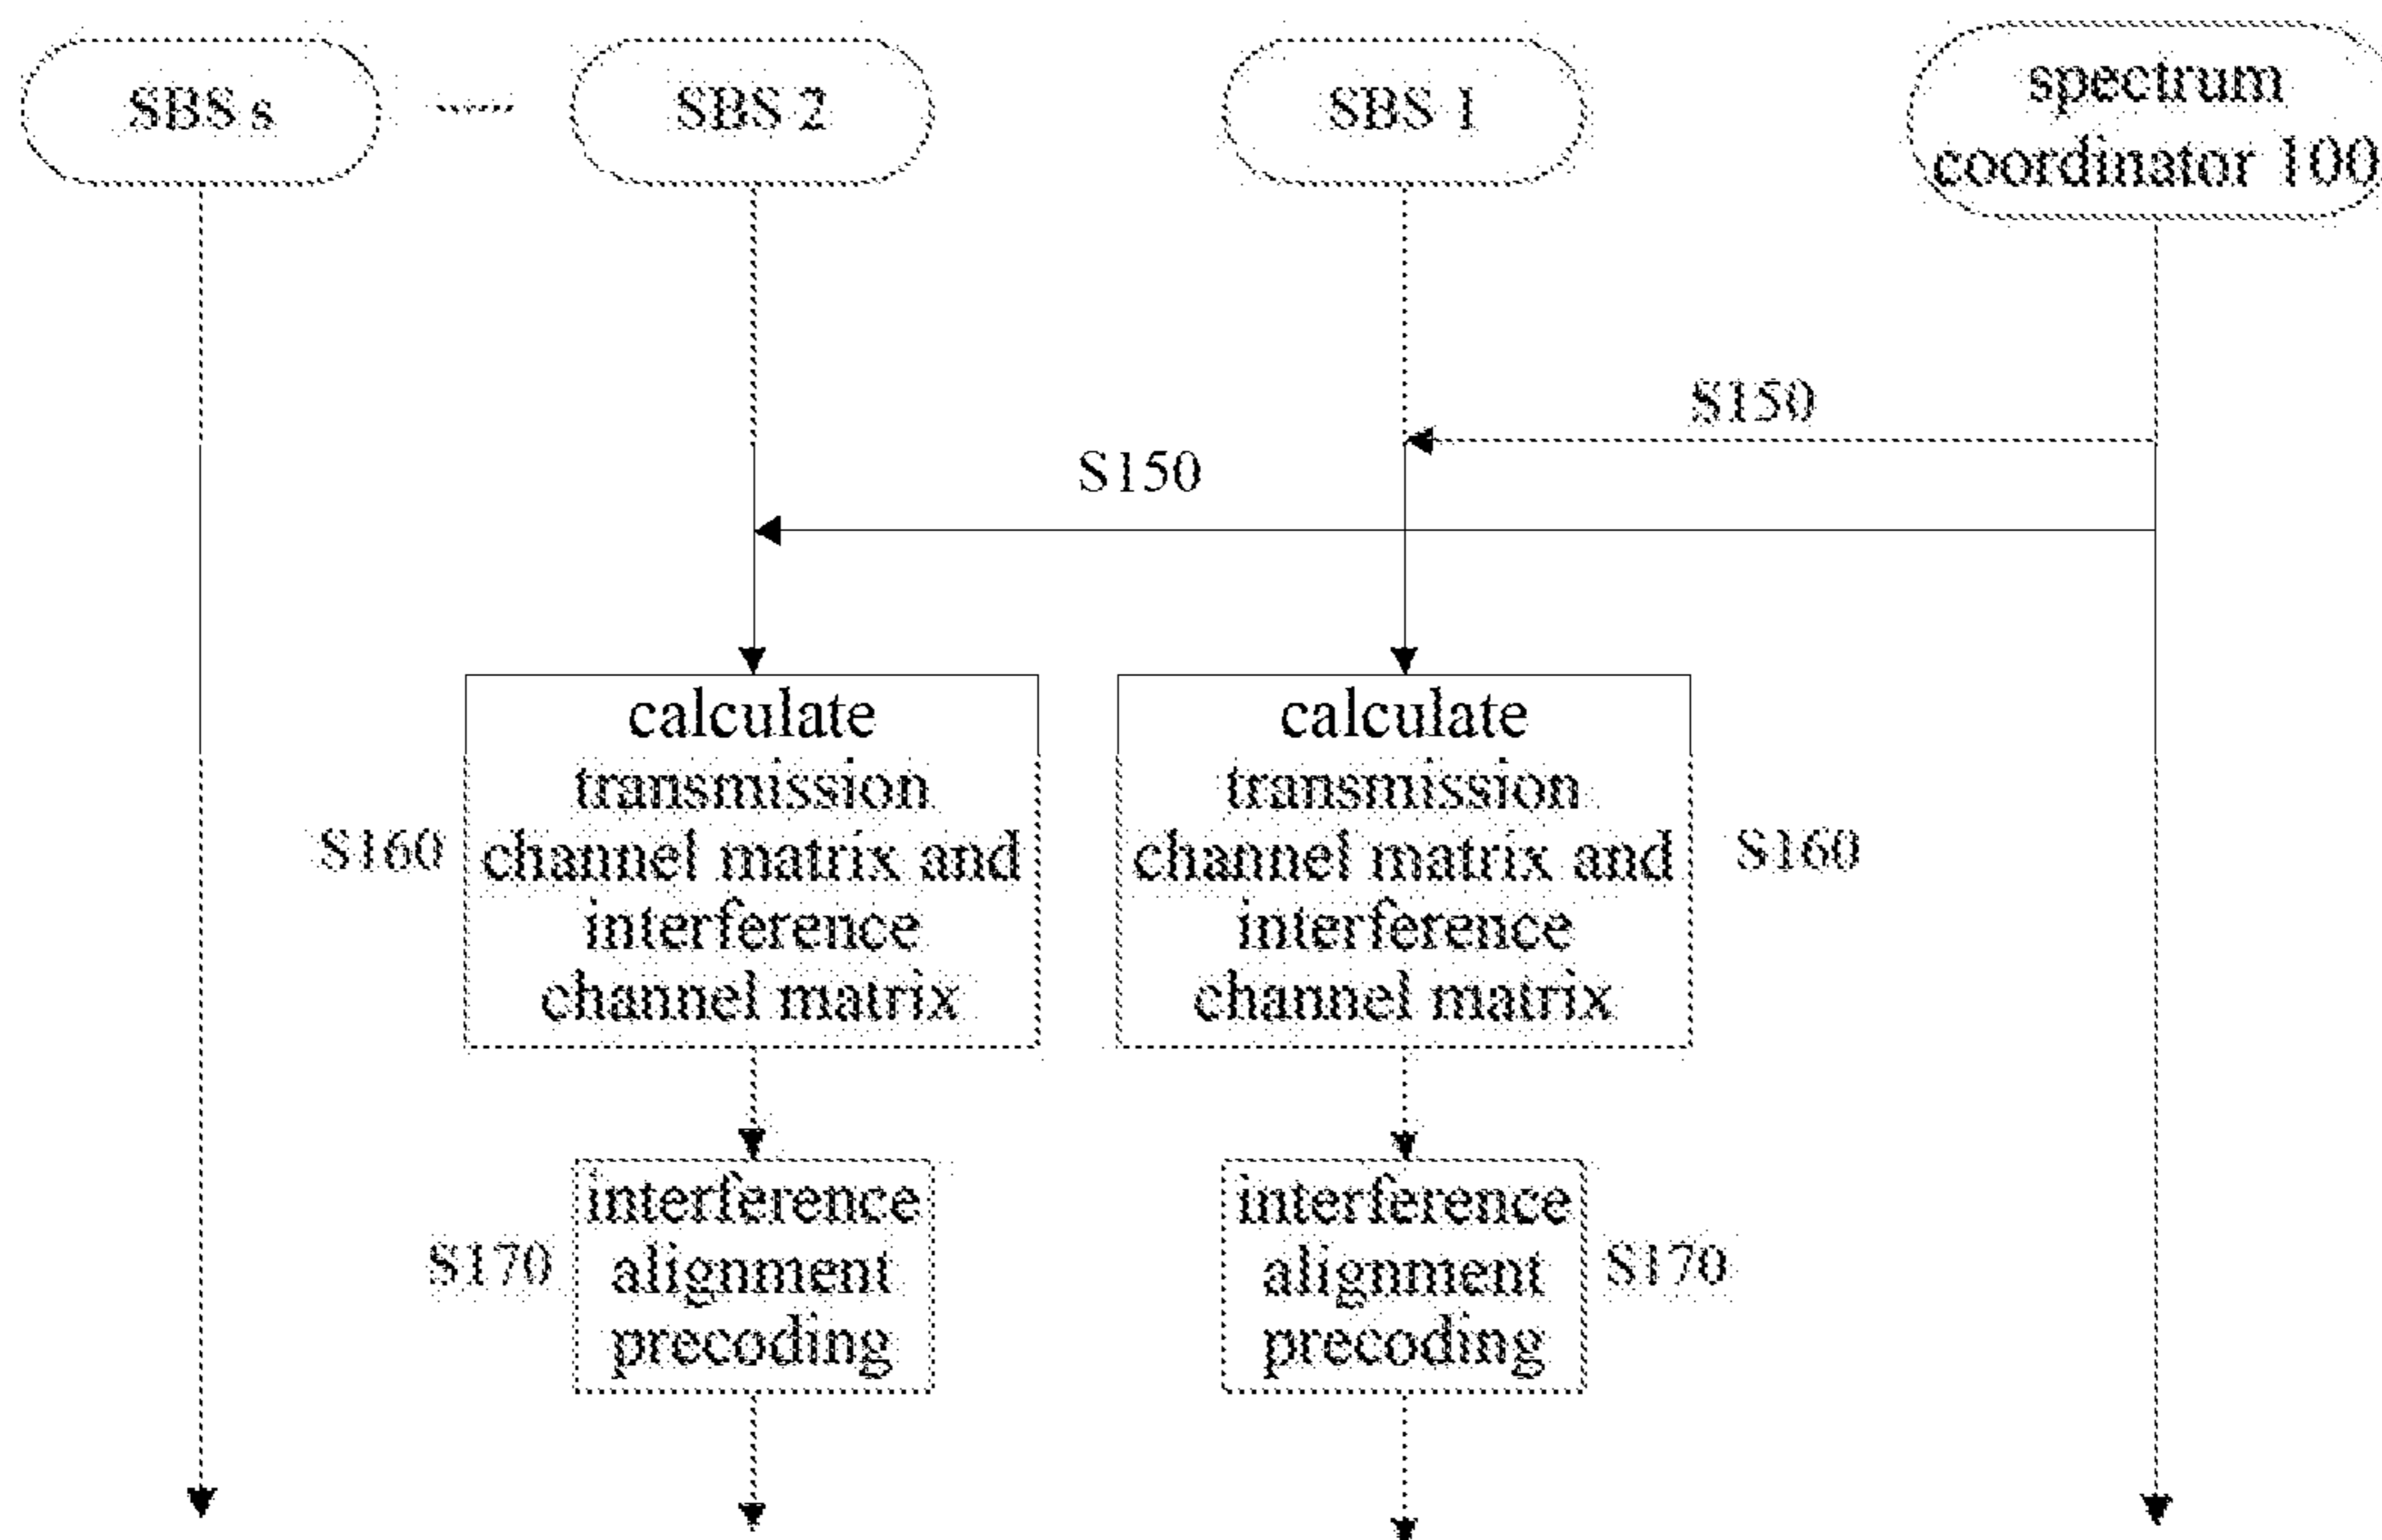 SBS s
SBS 2
SBS 1
spectrum
coordinator 100
S150
S150
calculate
transmission
channel matrix and
interference
channel matrix
S160
calculate
transmission
channel matrix and
interference
channel matrix
S160
interference
alignment
precoding
S170
interference
alignment
precoding
S170